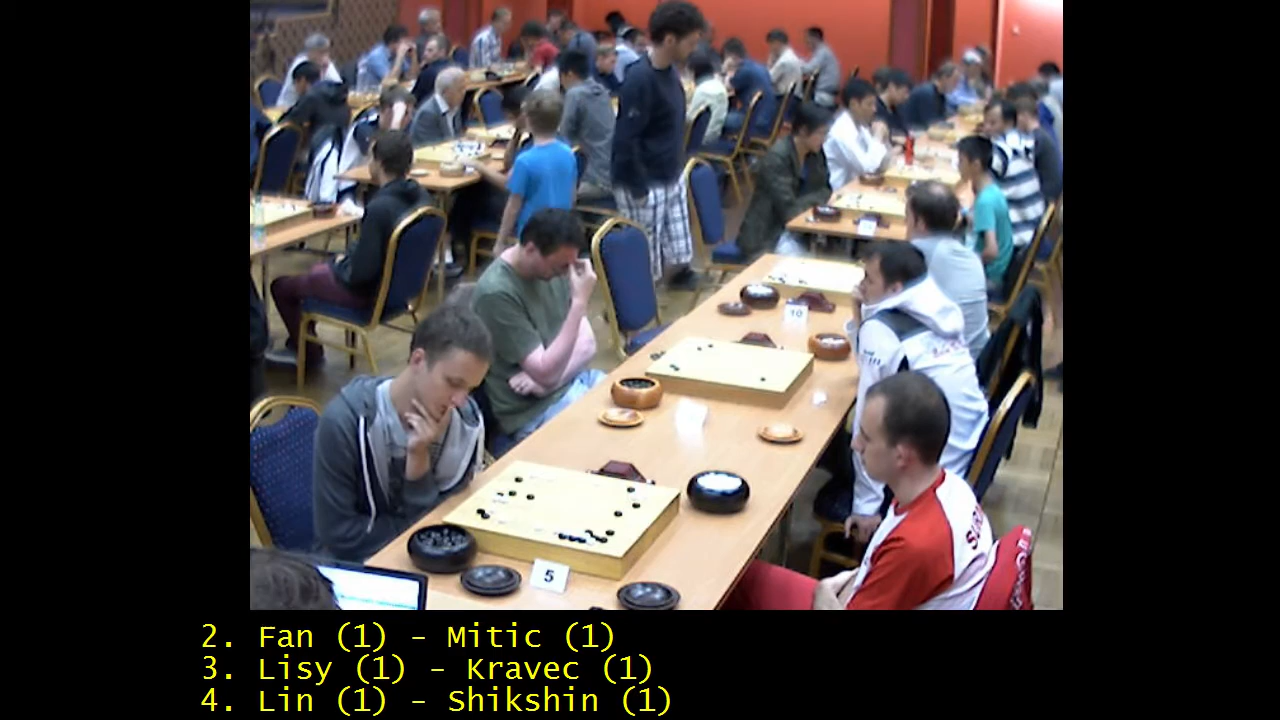 10
5
2. Fan (1) - Mitic (1)
3. Lisy (1) - Kravec (1)
4. Lin (1) - Shikshin (1)